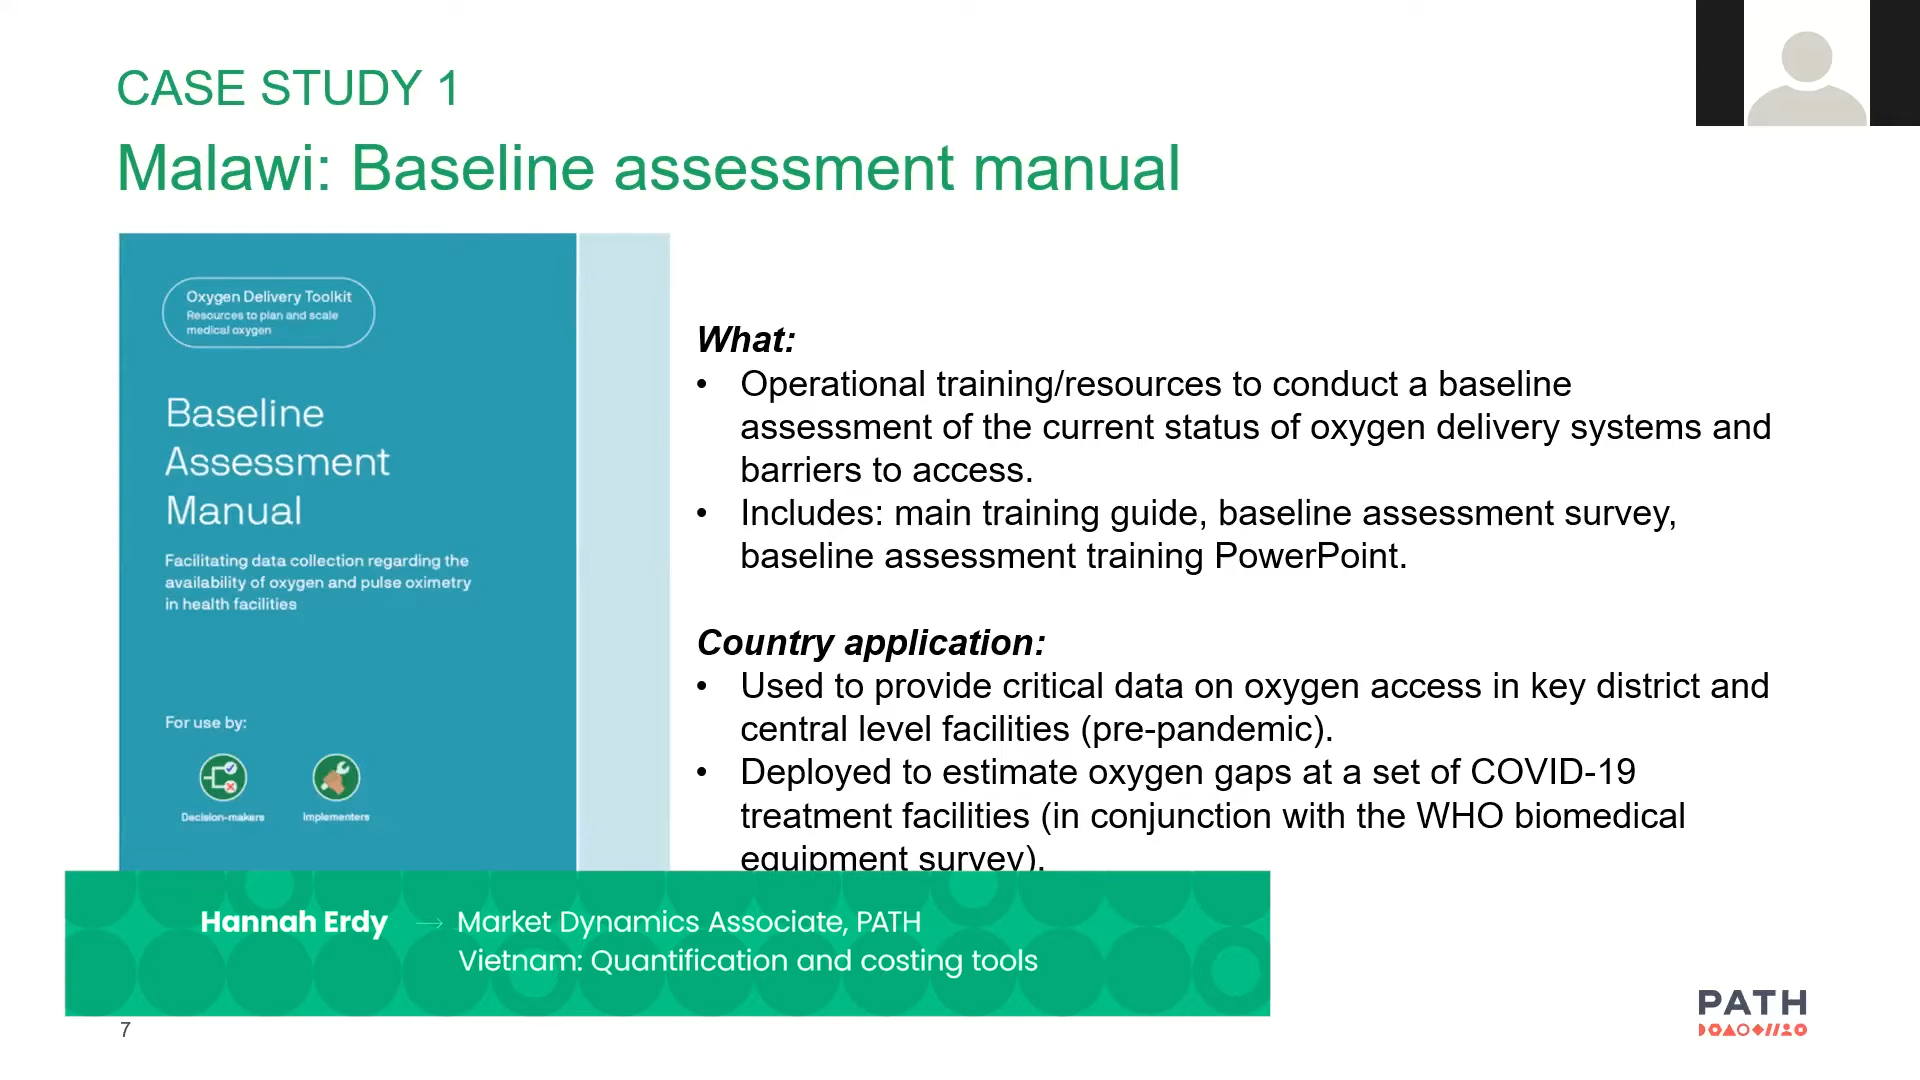 CASE STUDY 1
Malawi: Baseline assessment manual
Oxygen Delivery Toolkit
Resources to plan and scale
medical oxygen
Baseline
Assessment
Manual
Facilitating data collection regarding the
availability of oxygen and pulse oximetry
in health facilities
For use by:
Decision-makers
Implementers
What:
• Operational training/resources to conduct a baseline
assessment of the current status of oxygen delivery systems and
barriers to access.
• Includes: main training guide, baseline assessment survey,
baseline assessment training PowerPoint.
Country application:
• Used to provide critical data on oxygen access in key district and
central level facilities (pre-pandemic).
• Deployed to estimate oxygen gaps at a set of COVID-19
treatment facilities (in conjunction with the WHO biomedical
equipment survey).
Hannah Erdy → Market Dynamics Associate, PATH
Vietnam: Quantification and costing tools
7
PATH